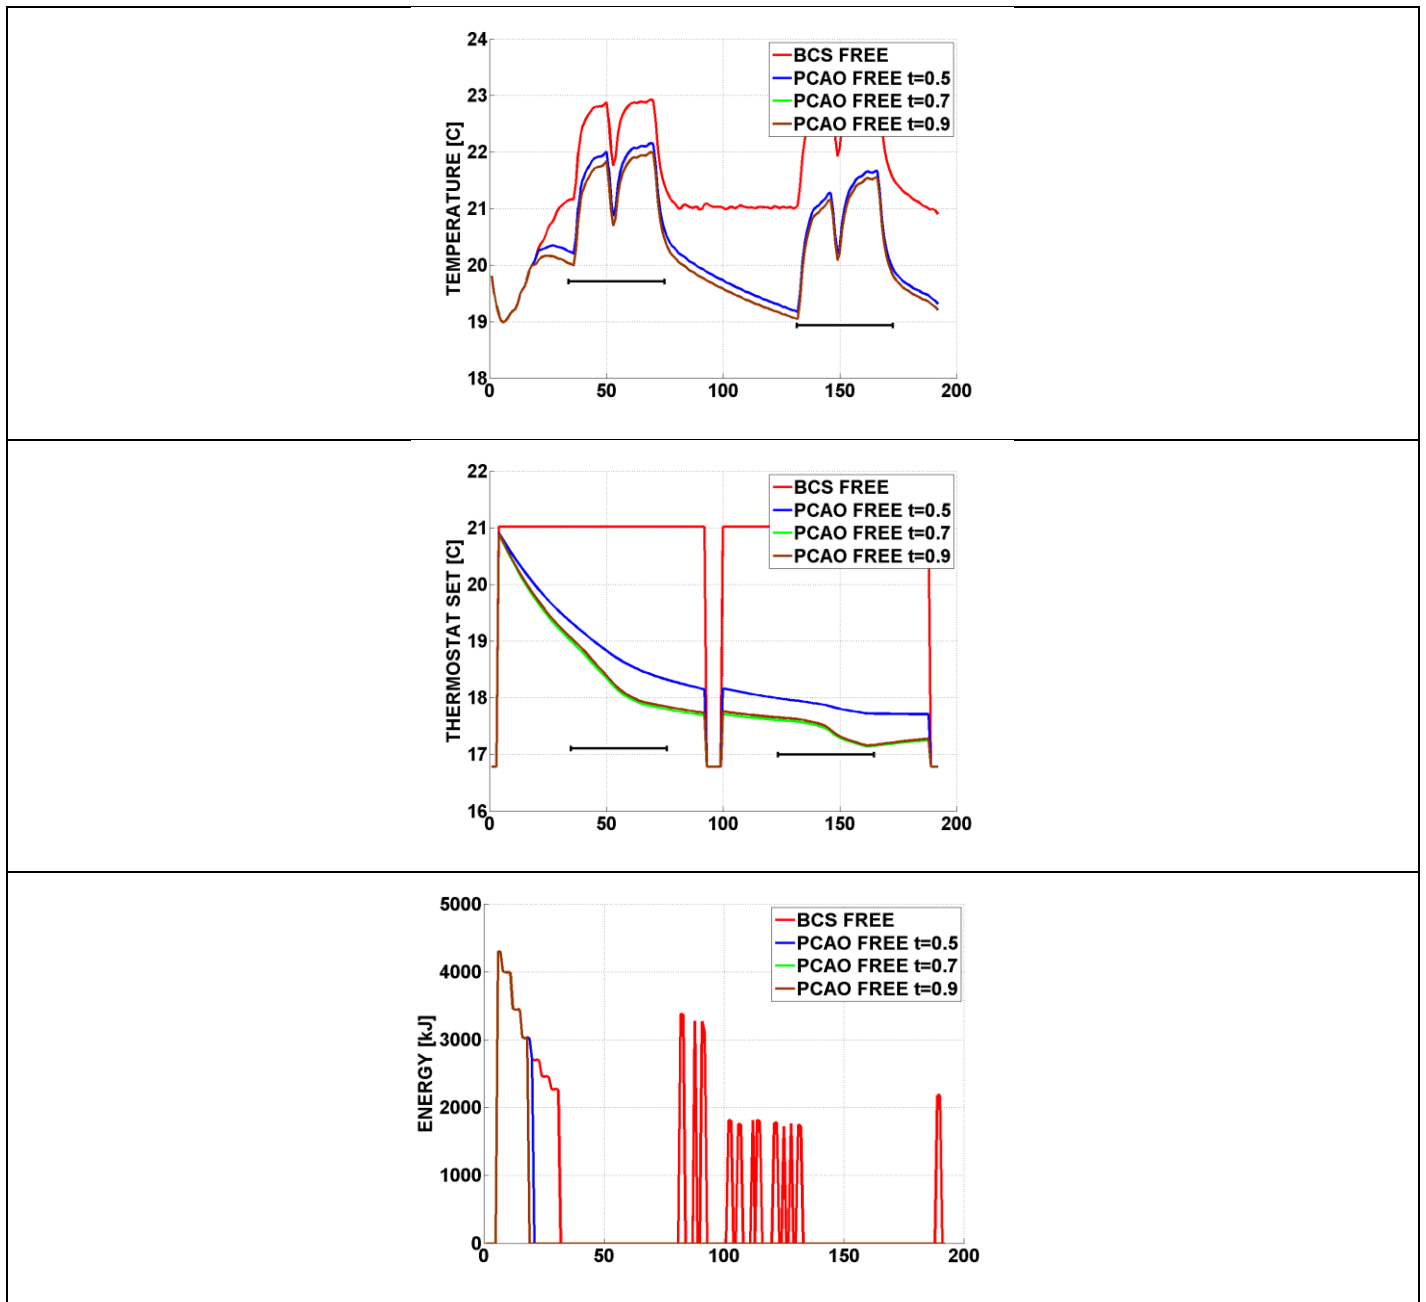 24
23
22
21
20
19
18
TEMPERATURE [C]
BCS FREE
PCAO FREE t=0.5
PCAO FREE t=0.7
PCAO FREE t=0.9
0
50
100
150
200
22
21
20
19
18
17
16
THERMOSTAT SET [C]
BCS FREE
PCAO FREE t=0.5
PCAO FREE t=0.7
PCAO FREE t=0.9
0
50
100
150
200
5000
4000
3000
2000
1000
0
ENERGY [kJ]
BCS FREE
PCAO FREE t=0.5
PCAO FREE t=0.7
PCAO FREE t=0.9
0
50
100
150
200